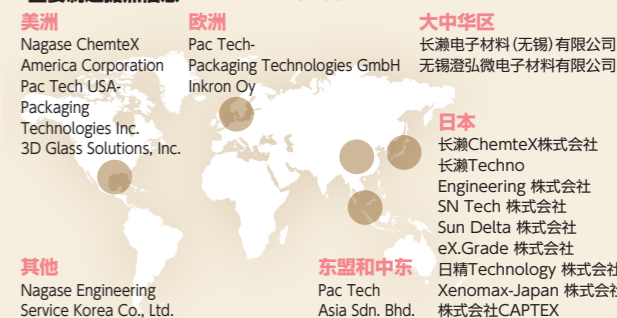 美洲
Nagase ChemteX
America Corporation
Pac Tech USA-
Packaging
Technologies Inc.
3D Glass Solutions, Inc.
欧洲
Pac Tech-
Packaging Technologies GmbH
Inkron Oy
大中华区
长濑电子材料(无锡)有限公司
无锡澄弘微电子材料有限公司
日本
长濑ChemteX株式会社
长濑Techno
Engineering 株式会社
SN Tech 株式会社
Sun Delta 株式会社
eX.Grade 株式会社
日精Technology 株式会社
Xenomax-Japan 株式会社
株式会社CAPTEX
其他
Nagase Engineering
Service Korea Co., Ltd.
东盟和中东
Pac Tech
Asia Sdn. Bhd.